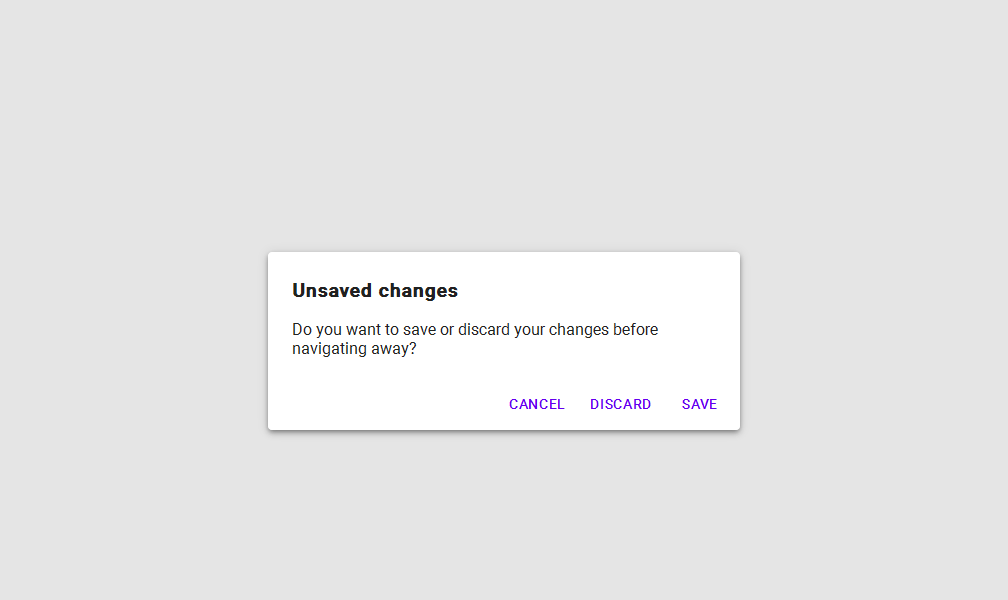 Unsaved changes
Do you want to save or discard your changes before
navigating away?
CANCEL DISCARD SAVE